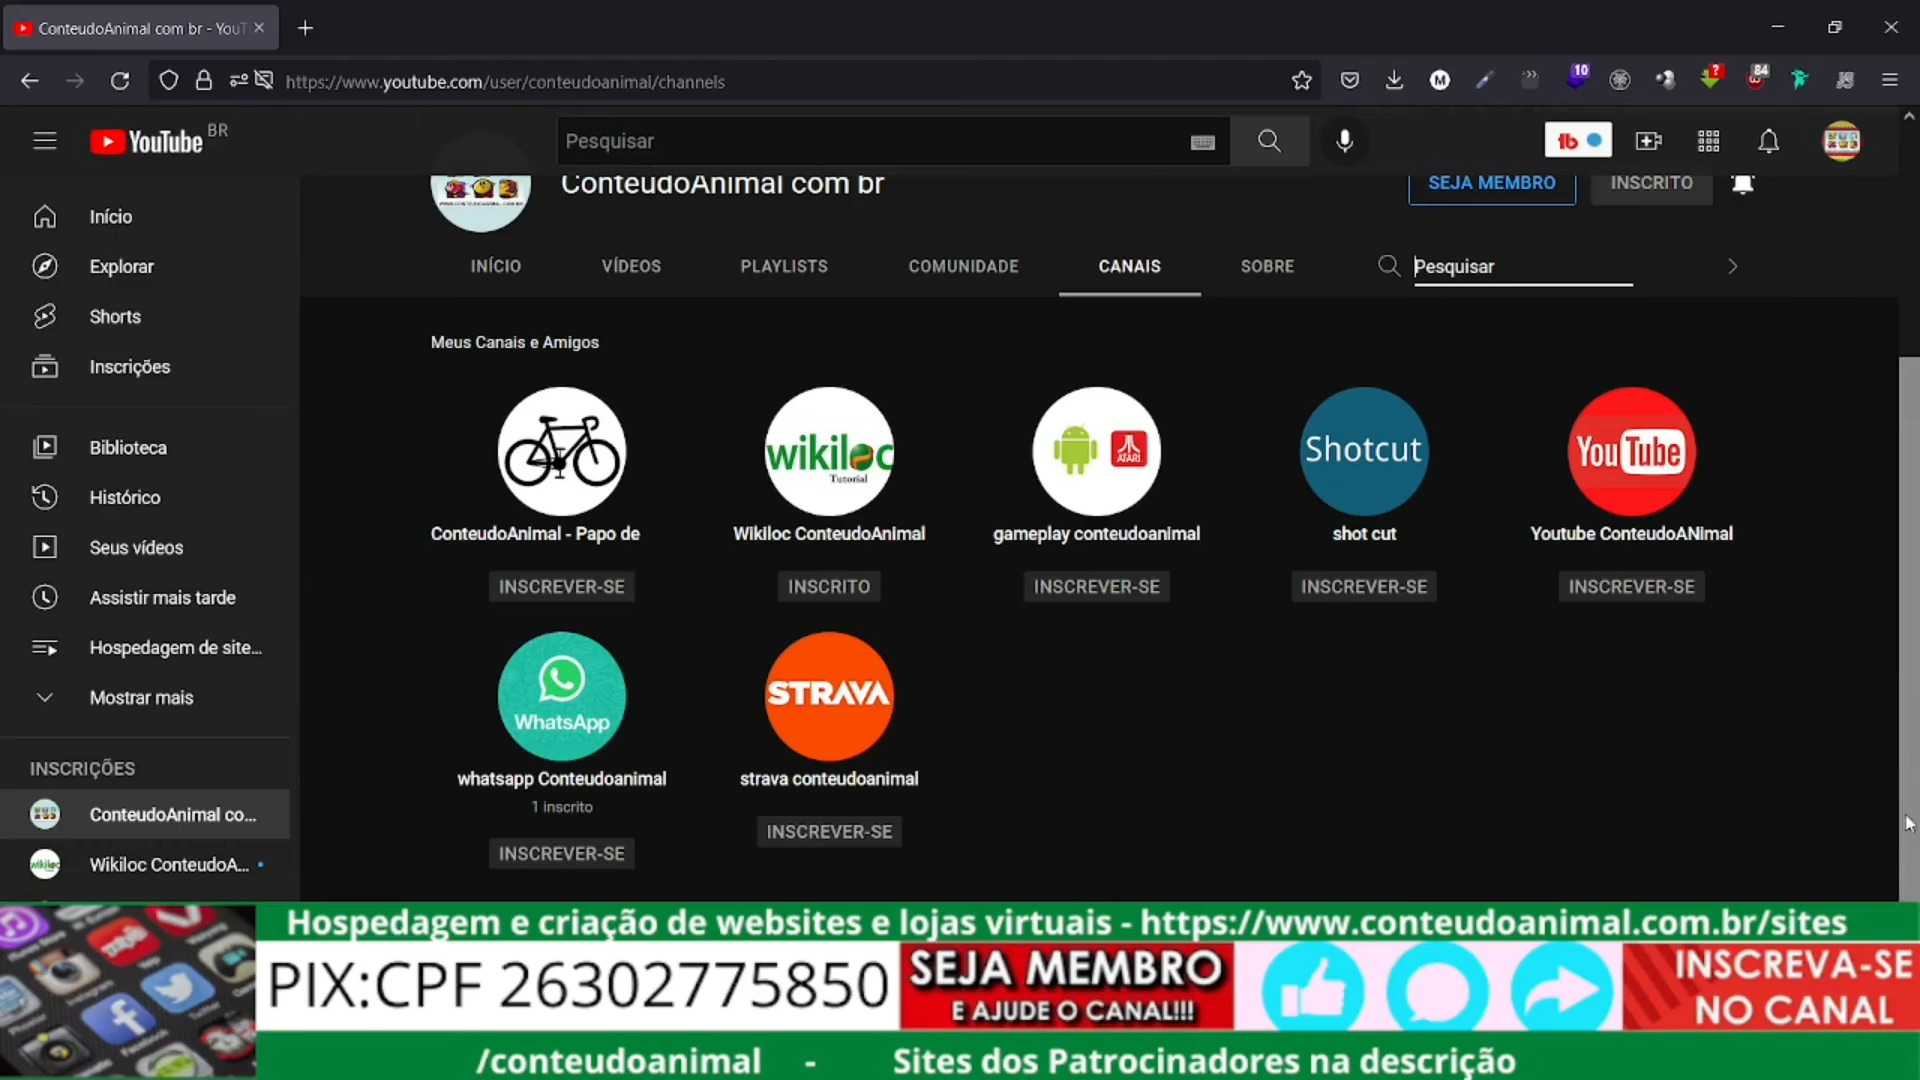 ConteudoAnimal com br - YouT
https://www.youtube.com/user/conteudoanimal/channels
10
?
84
YouTube BR
Pesquisar
ConteudoAnimal com br
SEJA MEMBRO
INSCRITO
INÍCIO
VÍDEOS
PLAYLISTS
COMUNIDADE
CANAIS
SOBRE
Pesquisar
Início
Explorar
Shorts
Inscrições
Biblioteca
Histórico
Seus vídeos
Assistir mais tarde
Hospedagem de site...
Mostrar mais
INSCRIÇÕES
ConteudoAnimal co...
Wikiloc ConteudoA...
Meus Canais e Amigos
wikiloc
Tutorial
ATARI
Shotcut
YouTube
ConteudoAnimal - Papo de
Wikiloc ConteudoAnimal
gameplay conteudoanimal
shot cut
Youtube ConteudoANimal
INSCREVER-SE
INSCRITO
INSCREVER-SE
INSCREVER-SE
INSCREVER-SE
WhatsApp
STRAVA
whatsapp Conteudoanimal
strava conteudoanimal
1 inscrito
INSCREVER-SE
INSCREVER-SE
Hospedagem e criação de websites e lojas virtuais - https://www.conteudoanimal.com.br/sites
PIX:CPF 26302775850
SEJA MEMBRO
E AJUDE O CANAL!!!
INSCREVA-SE
NO CANAL
/conteudoanimal - Sites dos Patrocinadores na descrição